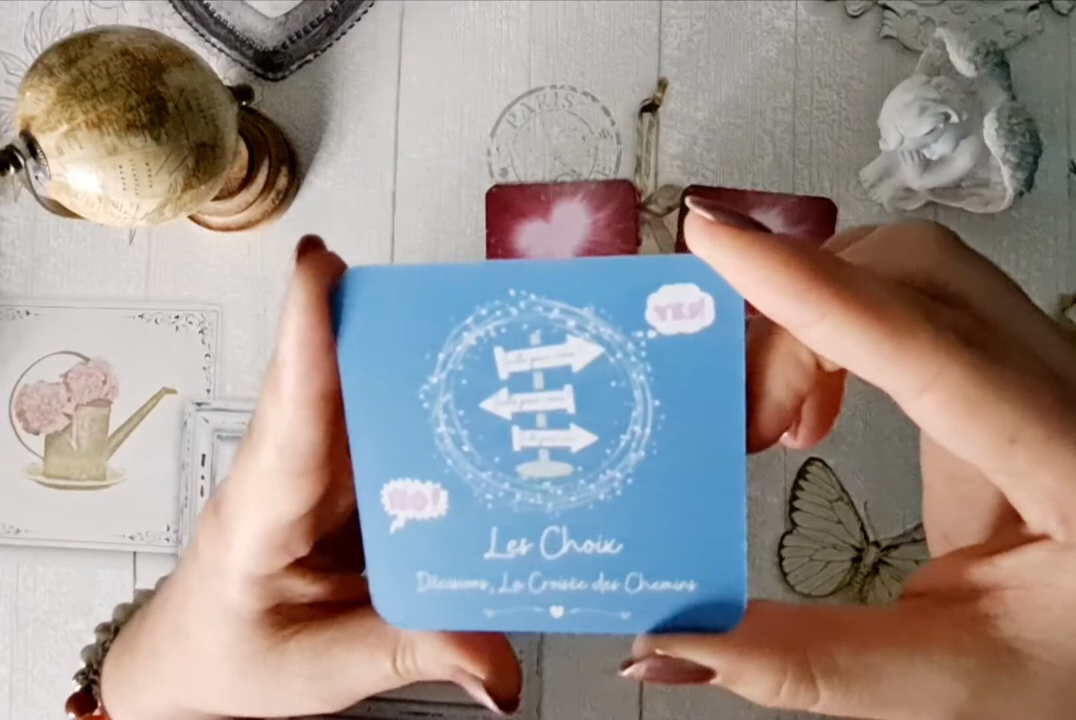 PARIS
YES!
NO!
Les Choix
Décisions, La Croisée des Chemins